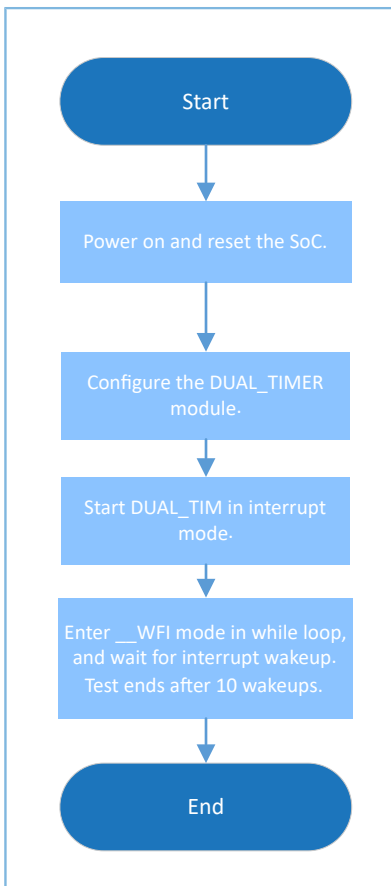 Start
Power on and reset the SoC.
Configure the DUAL_TIMER
module.
Start DUAL_TIM in interrupt
mode.
Enter __WFI mode in while loop,
and wait for interrupt wakeup.
Test ends after 10 wakeups.
End